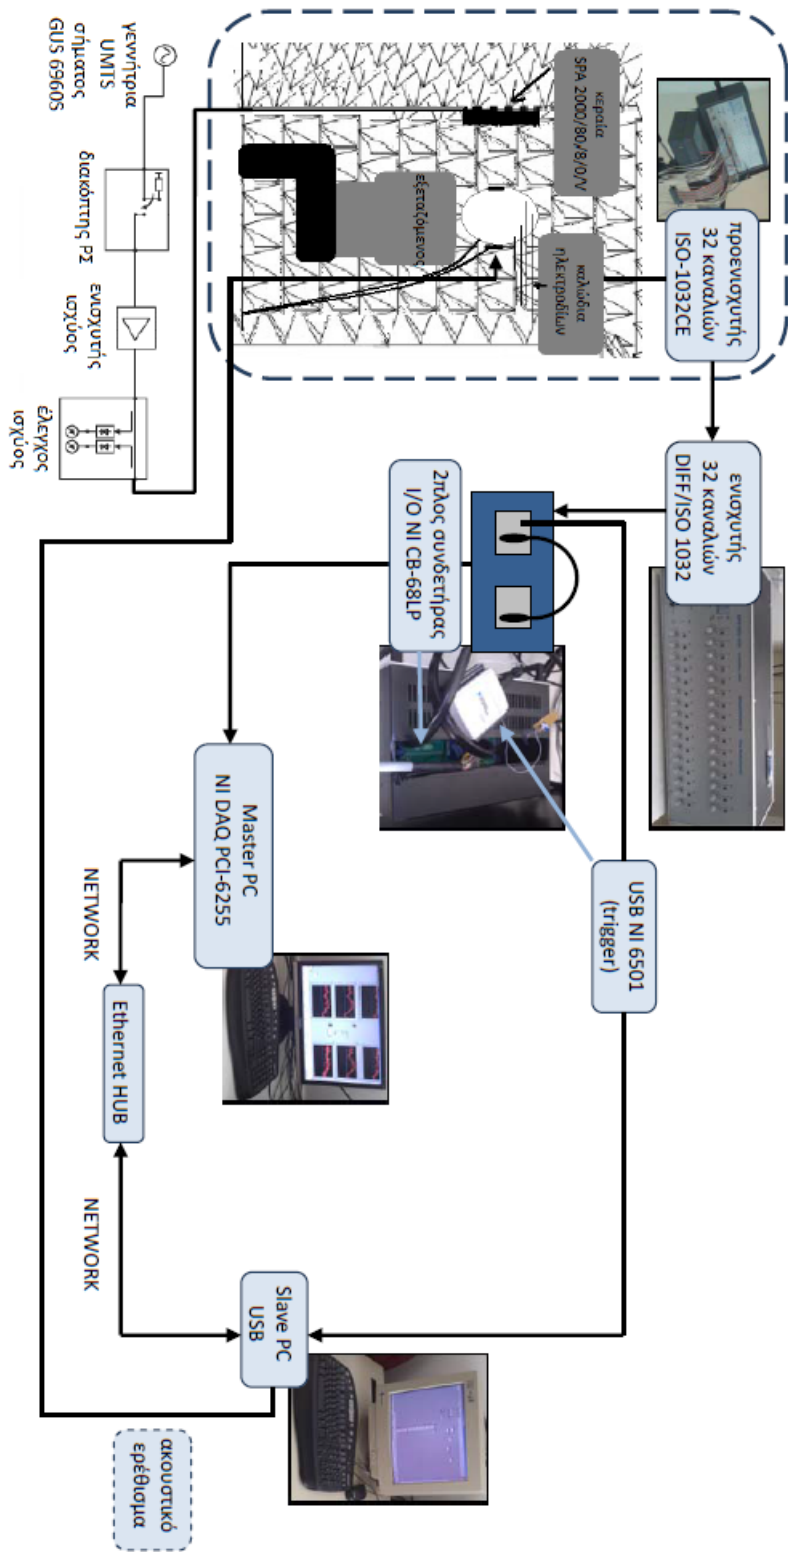 γεννήτρια
UMTS
σήματος
GUS 6960S
διακόπτης ΡΣ
ενισχυτής
ισχύος
έλεγχος
ισχύος
κεραία
SPA 2000/80,/8/0/V
εξεταζόμενος
καλώδια
ηλεκτροδίων
προενισχυτής
32 καναλιών
ISO-1032CE
ενισχυτής
32 καναλιών
DIFF/ISO 1032
2πλος συνδετήρας
I/O NI CB-68LP
USB NI 6501
(trigger)
Master PC
NI DAQ PCI-6255
NETWORK
Ethernet HUB
NETWORK
Slave PC
USB
ακουστικό
ερέθισμα